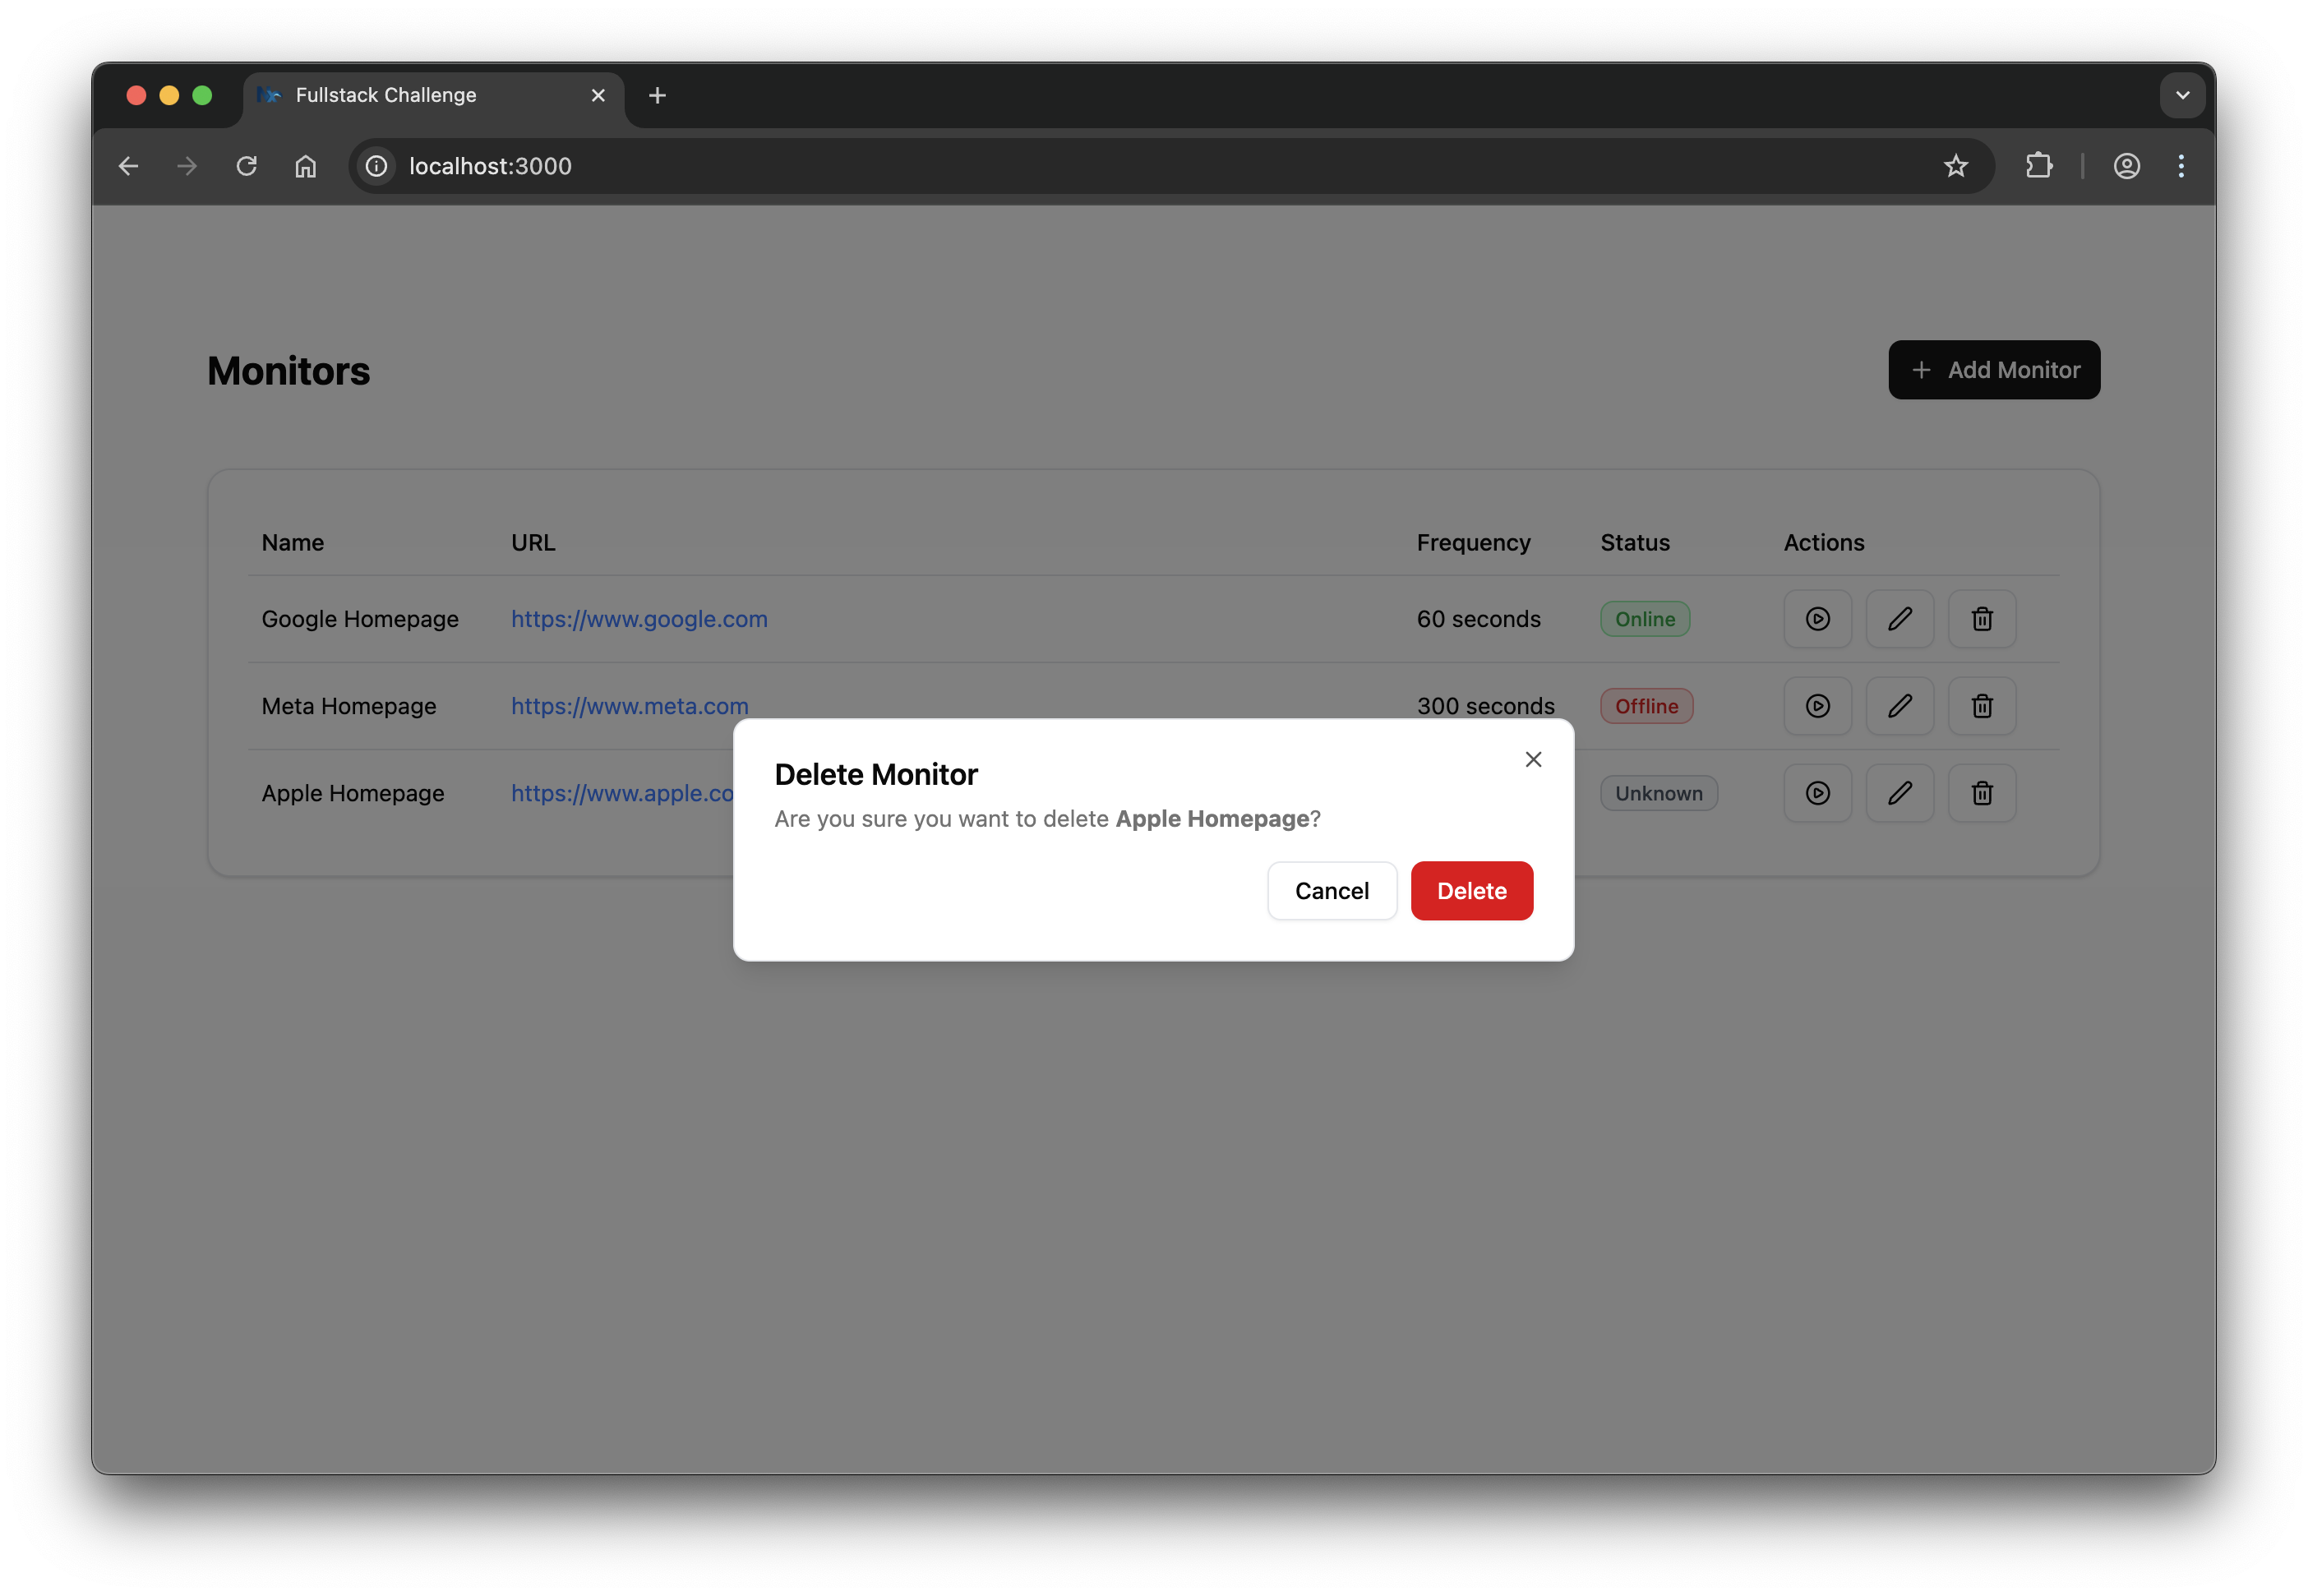 Fullstack Challenge
localhost:3000
Monitors
Add Monitor
Name URL Frequency Status Actions
Google Homepage https://www.google.com 60 seconds Online
Meta Homepage https://www.meta.com 300 seconds Offline
Apple Homepage https://www.apple.co Unknown
Delete Monitor
Are you sure you want to delete Apple Homepage?
Cancel Delete